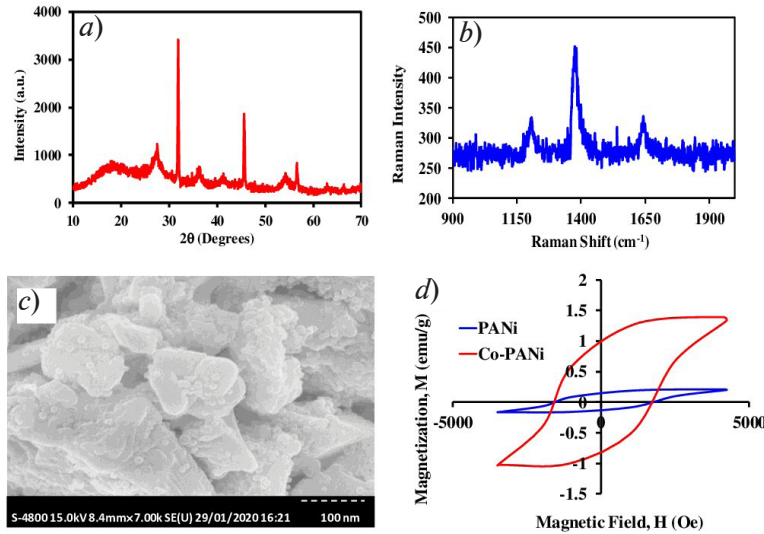 a)
Intensity (a.u.)
4000
3000
2000
1000
0
10 20 30 40 50 60 70
2θ (Degrees)
b)
Raman Intensity
500
450
400
350
300
250
200
900 1150 1400 1650 1900
Raman Shift (cm⁻¹)
c)
S-4800 15.0kV 8.4mm×7.00k SE(U) 29/01/2020 16:21 100 nm
d)
Magnetization, M (emu/g)
PANi
Co-PANi
2
1.5
1
0.5
0
-0.5
-1
-1.5
-5000 0 5000
Magnetic Field, H (Oe)